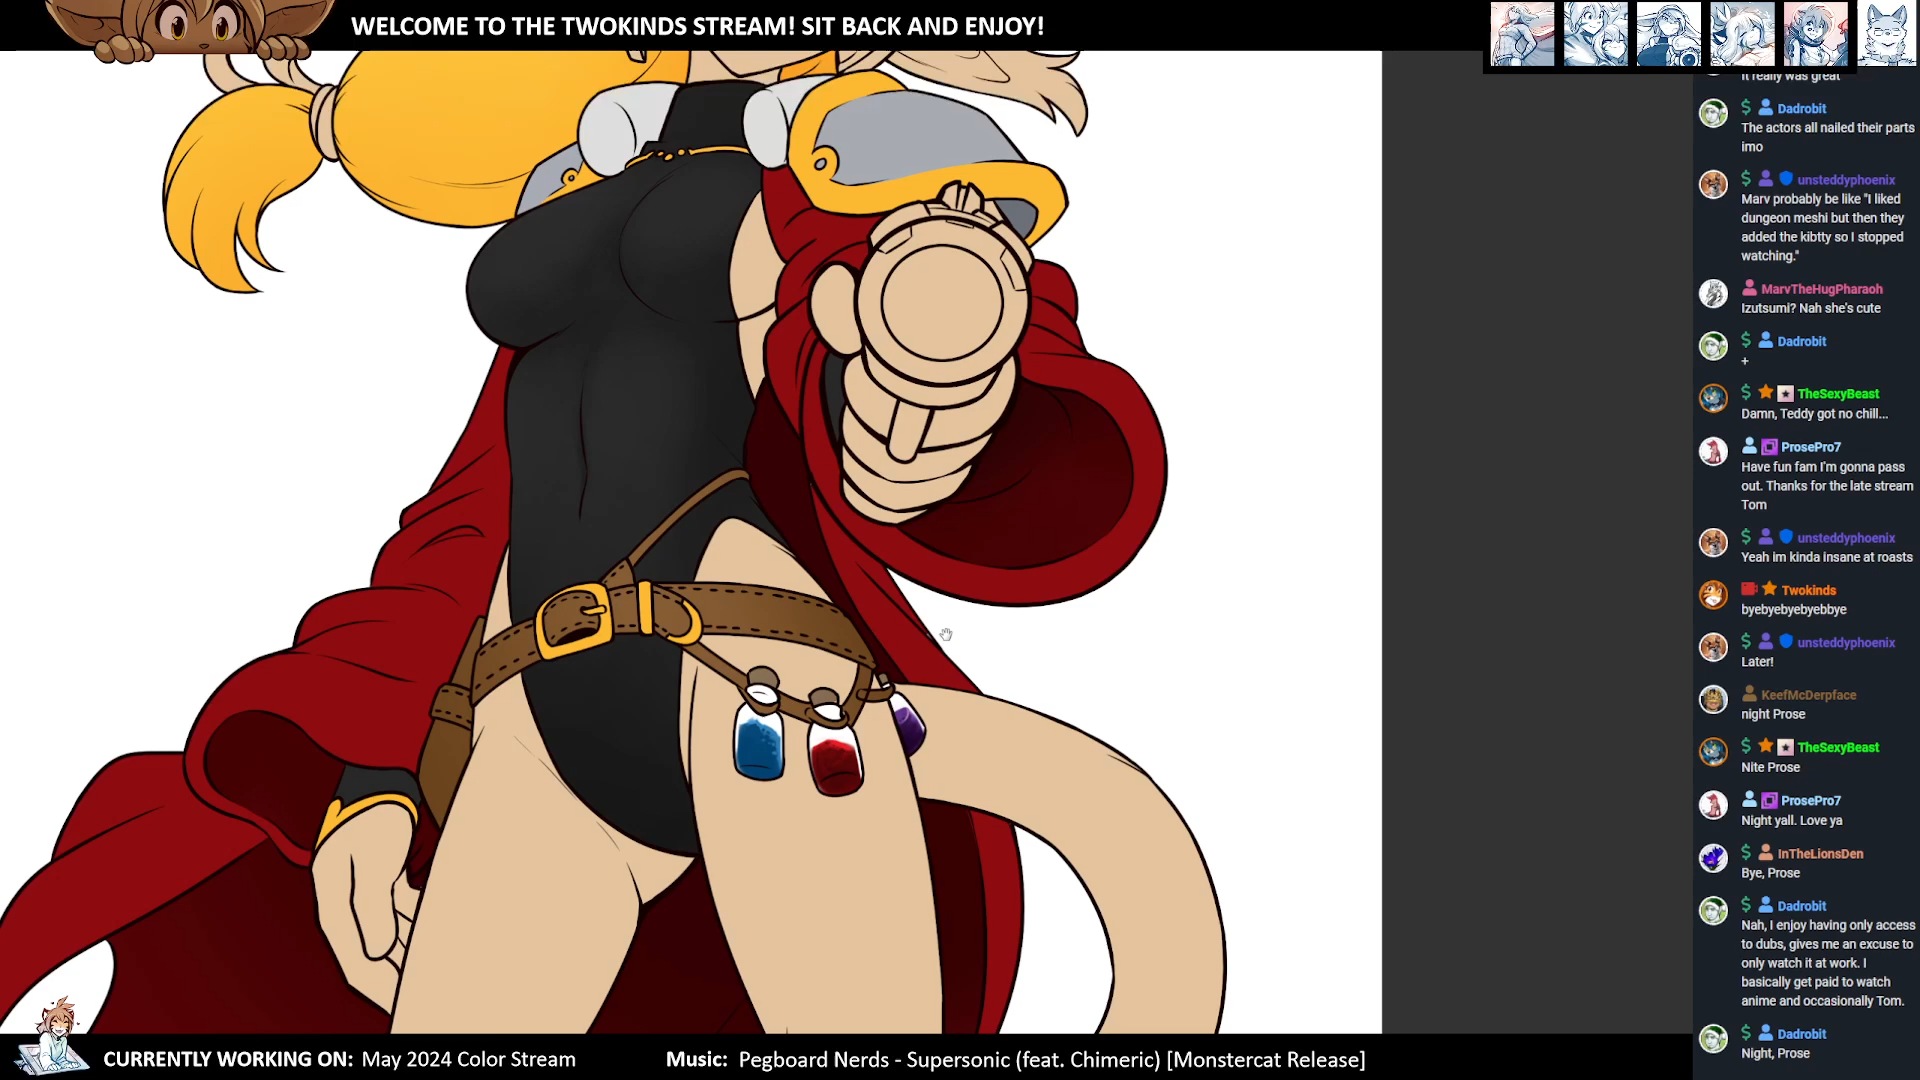 WELCOME TO THE TWOKINDS STREAM! SIT BACK AND ENJOY!
It really was great
Dadrobit
The actors all nailed their parts
imo
unsteddyphoenix
Marv probably be like "I liked
dungeon meshi but then they
added the kibtty so I stopped
watching."
MarvTheHugPharaoh
Izutsumi? Nah she's cute
Dadrobit
+
TheSexyBeast
Damn, Teddy got no chill...
ProsePro7
Have fun fam I'm gonna pass
out. Thanks for the late stream
Tom
unsteddyphoenix
Yeah im kinda insane at roasts
Twokinds
byebyebyebyebbye
unsteddyphoenix
Later!
KeefMcDerpface
night Prose
TheSexyBeast
Nite Prose
ProsePro7
Night yall. Love ya
InTheLionsDen
Bye, Prose
Dadrobit
Nah, I enjoy having only access
to dubs, gives me an excuse to
only watch it at work. I
basically get paid to watch
anime and occasionally Tom.
Dadrobit
Night, Prose
CURRENTLY WORKING ON: May 2024 Color Stream
Music: Pegboard Nerds - Supersonic (feat. Chimeric) [Monstercat Release]